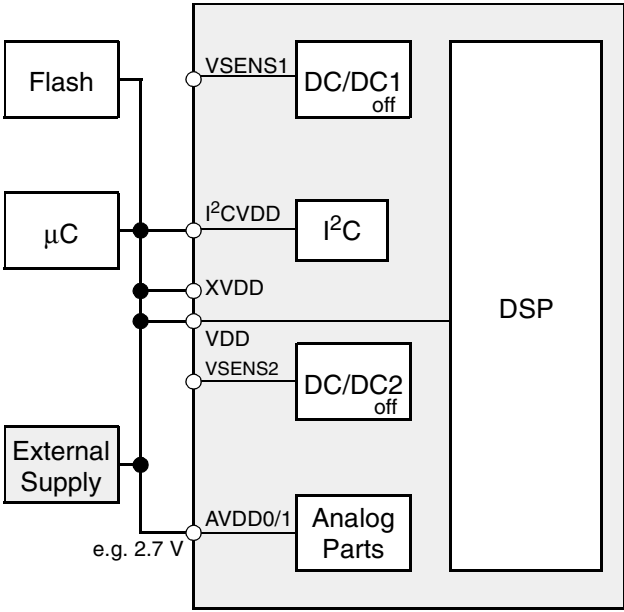 Flash
VSENS1
DC/DC1
off
µC
I²CVDD
I²C
XVDD
VDD
DSP
VSENS2
DC/DC2
off
External
Supply
AVDD0/1
Analog
Parts
e.g. 2.7 V